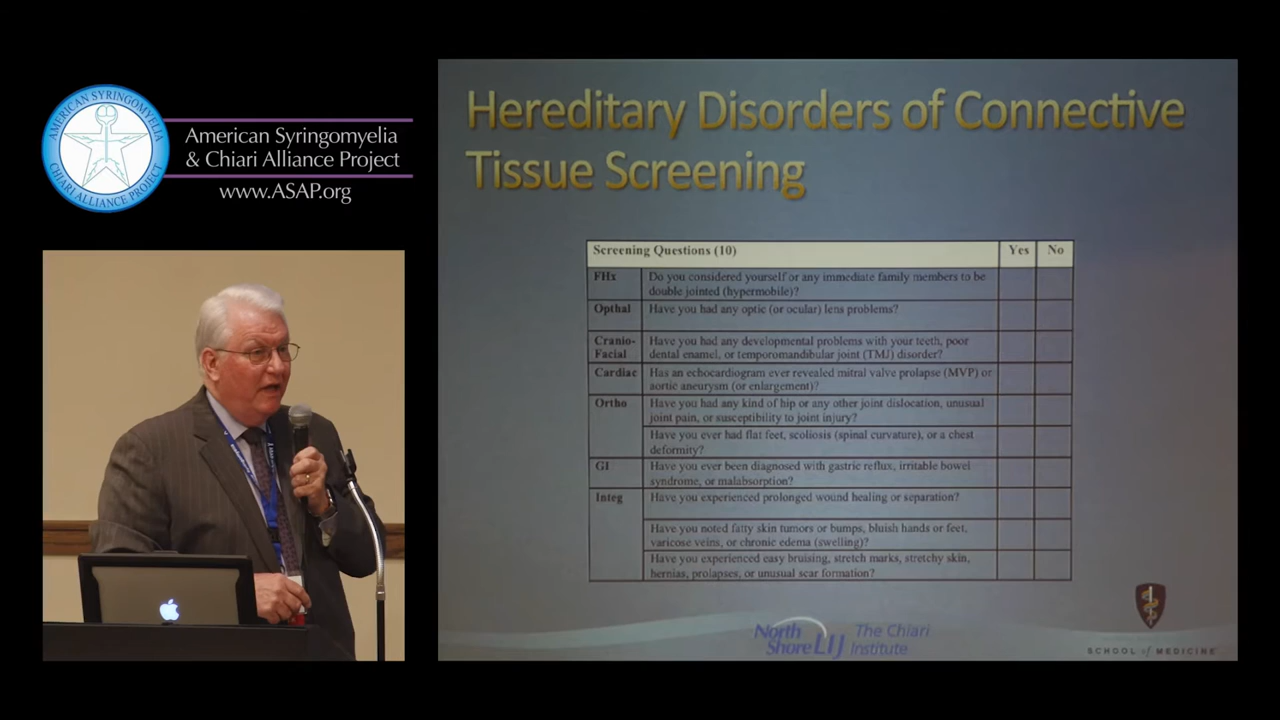 AMERICAN SYRINGOMYELIA
CHIARI ALLIANCE PROJECT
American Syringomyelia
& Chiari Alliance Project
www.ASAP.org
Hereditary Disorders of Connective
Tissue Screening
Screening Questions (10) Yes No
FHx Do you considered yourself or any immediate family members to be
double jointed (hypermobile)?
Opthal Have you had any optic (or ocular) lens problems?
Cranio- Have you had any developmental problems with your teeth, poor
Facial dental enamel, or temporomandibular joint (TMJ) disorder?
Cardiac Has an echocardiogram ever revealed mitral valve prolapse (MVP) or
aortic aneurysm (or enlargement)?
Ortho Have you had any kind of hip or any other joint dislocation, unusual
joint pain, or susceptibility to joint injury?
Have you ever had flat feet, scoliosis (spinal curvature), or a chest
deformity?
GI Have you ever been diagnosed with gastric reflux, irritable bowel
syndrome, or malabsorption?
Integ Have you experienced prolonged wound healing or separation?
Have you noted fatty skin tumors or bumps, bluish hands or feet,
varicose veins, or chronic edema (swelling)?
Have you experienced easy bruising, stretch marks, stretchy skin,
hernias, prolapses, or unusual scar formation?
North
Shore LIJ
The Chiari
Institute
SCHOOL of MEDICINE